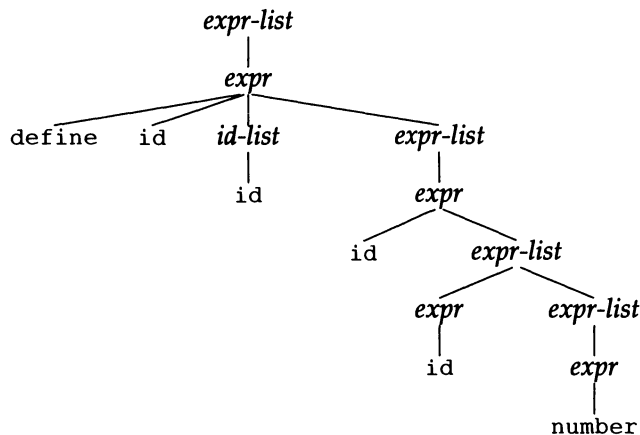 expr-list
expr
define id id-list expr-list
id expr
id expr-list
expr expr-list
id expr
number